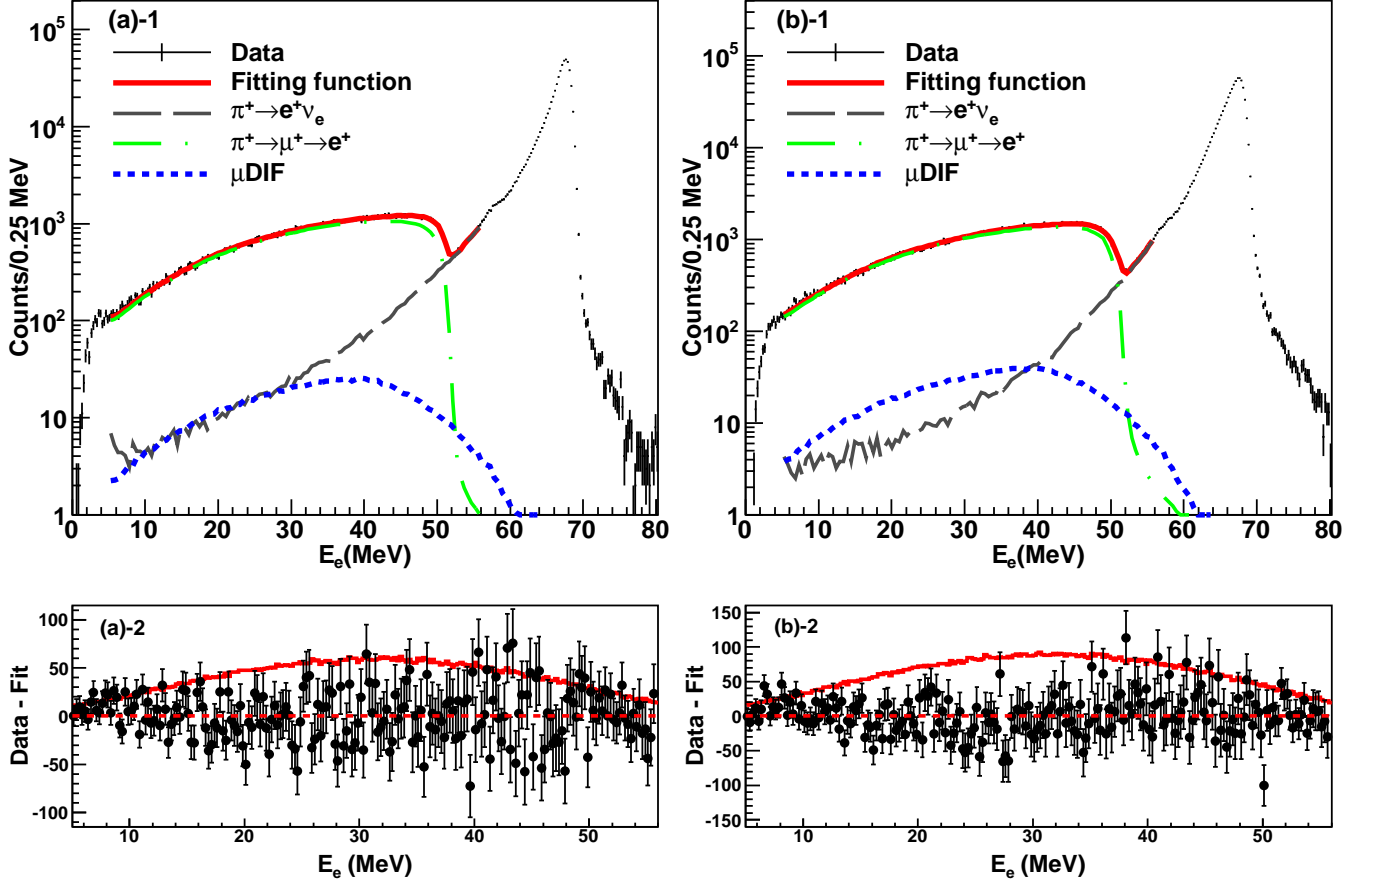 (a)-1
Data
Fitting function
π⁺→e⁺νₑ
π⁺→μ⁺→e⁺
μDIF
Counts/0.25 MeV
10⁵
10⁴
10³
10²
10
1
0 10 20 30 40 50 60 70 80
Eₑ(MeV)
(b)-1
Data
Fitting function
π⁺→e⁺νₑ
π⁺→μ⁺→e⁺
μDIF
Counts/0.25 MeV
10⁵
10⁴
10³
10²
10
1
0 10 20 30 40 50 60 70 80
Eₑ(MeV)
(a)-2
Data - Fit
100
50
0
-50
-100
10 20 30 40 50
Eₑ (MeV)
(b)-2
Data - Fit
150
100
50
0
-50
-100
-150
10 20 30 40 50
Eₑ (MeV)